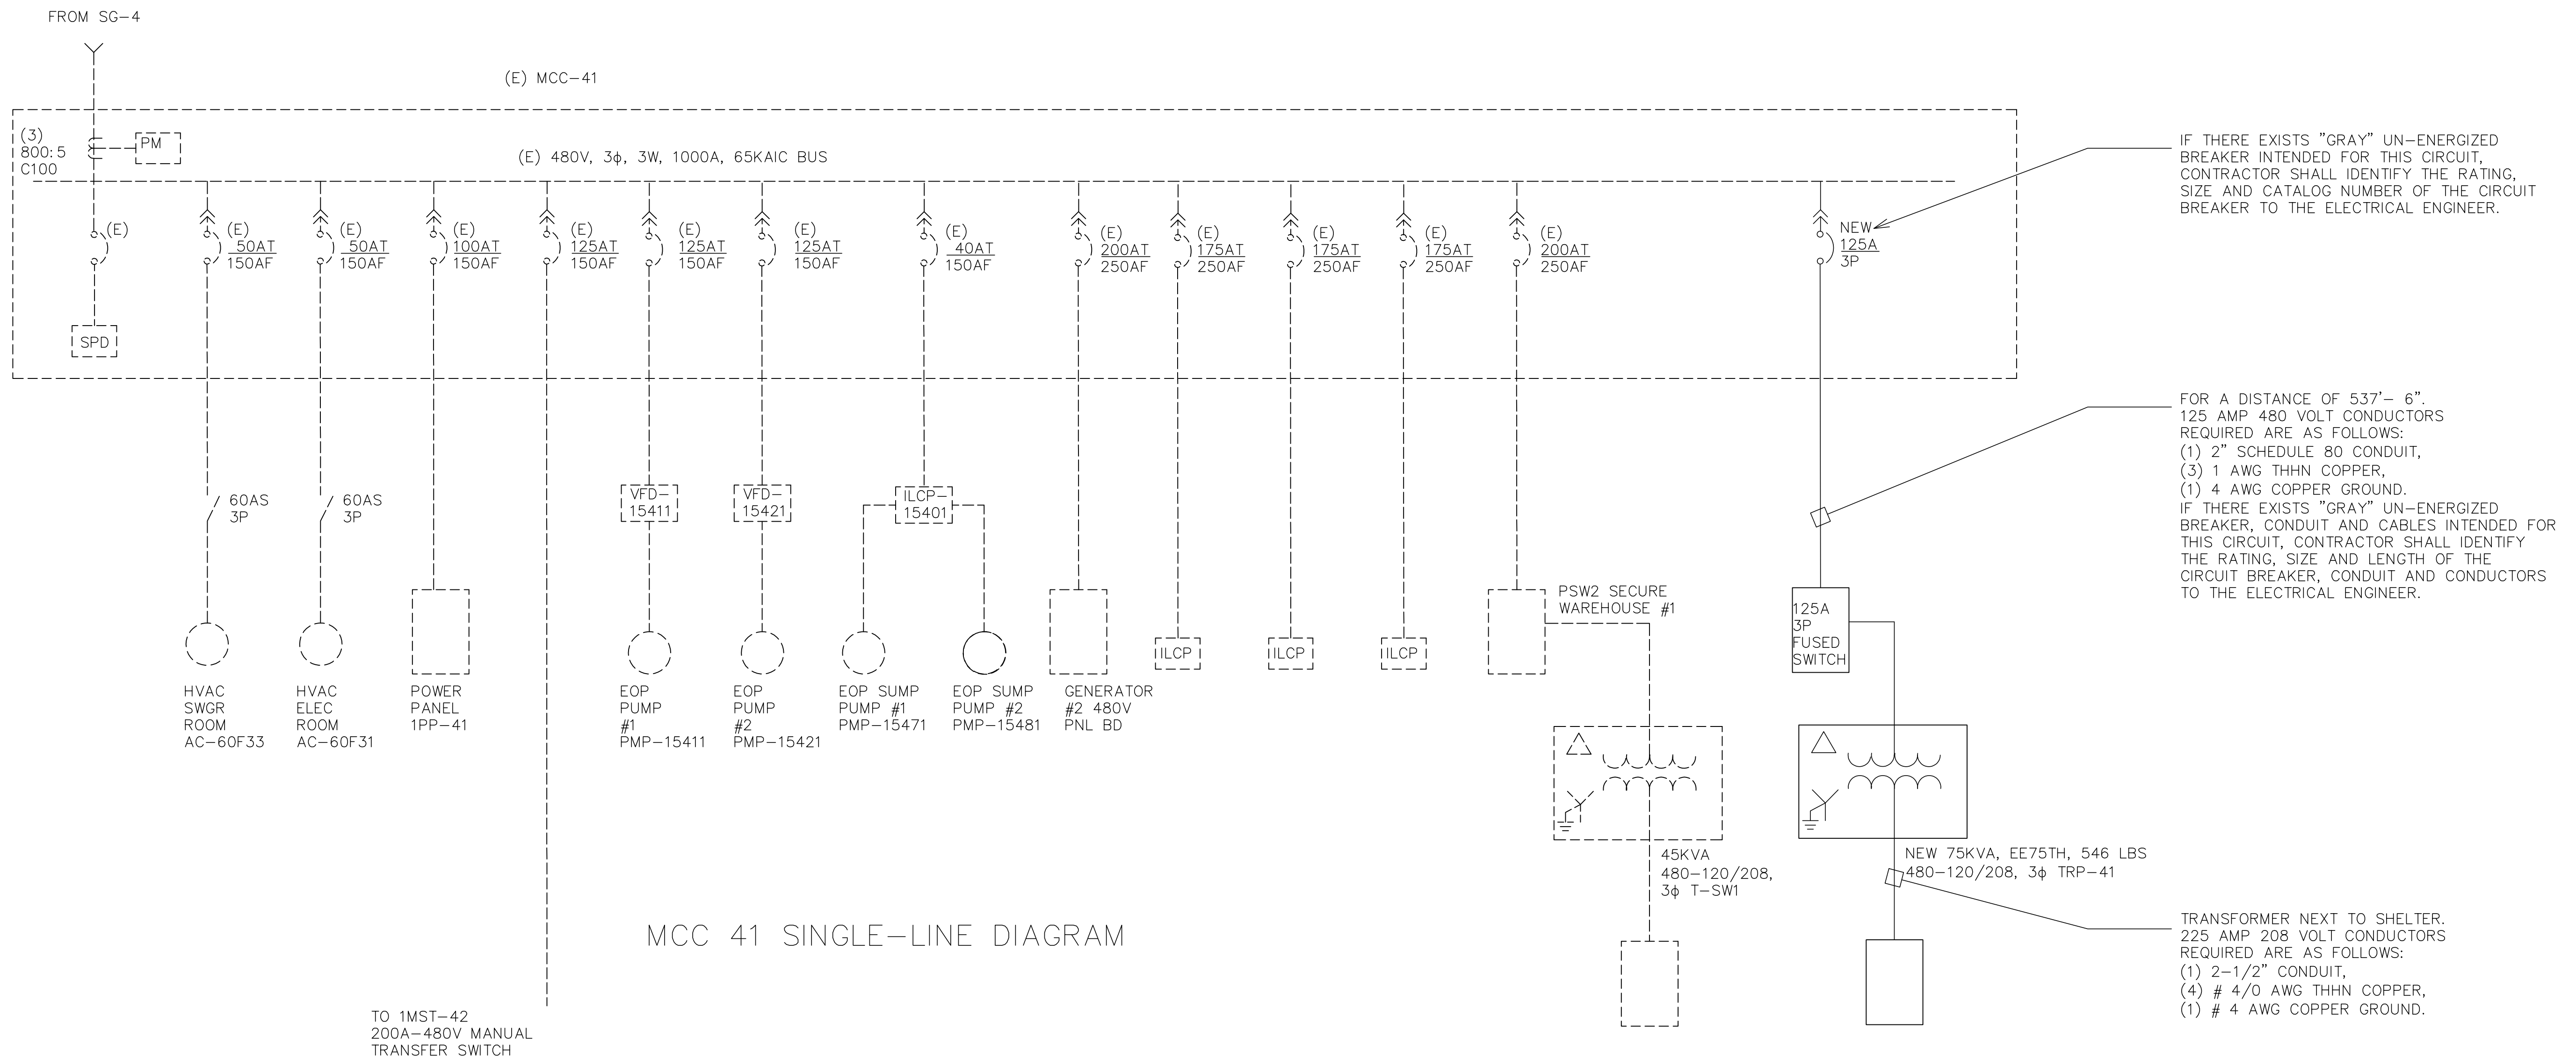 FROM SG-4
(E) MCC-41
(3)
800:5
C100
PM
(E) 480V, 3ϕ, 3W, 1000A, 65KAIC BUS
(E)
SPD
(E)
50AT
150AF
(E)
50AT
150AF
(E)
100AT
150AF
(E)
125AT
150AF
(E)
125AT
150AF
(E)
125AT
150AF
(E)
40AT
150AF
(E)
200AT
250AF
(E)
175AT
250AF
(E)
175AT
250AF
(E)
175AT
250AF
(E)
200AT
250AF
NEW
125A
3P
IF THERE EXISTS "GRAY" UN-ENERGIZED
BREAKER INTENDED FOR THIS CIRCUIT,
CONTRACTOR SHALL IDENTIFY THE RATING,
SIZE AND CATALOG NUMBER OF THE CIRCUIT
BREAKER TO THE ELECTRICAL ENGINEER.
FOR A DISTANCE OF 537'- 6".
125 AMP 480 VOLT CONDUCTORS
REQUIRED ARE AS FOLLOWS:
(1) 2" SCHEDULE 80 CONDUIT,
(3) 1 AWG THHN COPPER,
(1) 4 AWG COPPER GROUND.
IF THERE EXISTS "GRAY" UN-ENERGIZED
BREAKER, CONDUIT AND CABLES INTENDED FOR
THIS CIRCUIT, CONTRACTOR SHALL IDENTIFY
THE RATING, SIZE AND LENGTH OF THE
CIRCUIT BREAKER, CONDUIT AND CONDUCTORS
TO THE ELECTRICAL ENGINEER.
60AS
3P
60AS
3P
VFD-
15411
VFD-
15421
ILCP-
15401
ILCP
ILCP
ILCP
PSW2 SECURE
WAREHOUSE #1
125A
3P
FUSED
SWITCH
HVAC
SWGR
ROOM
AC-60F33
HVAC
ELEC
ROOM
AC-60F31
POWER
PANEL
1PP-41
EOP
PUMP
#1
PMP-15411
EOP
PUMP
#2
PMP-15421
EOP SUMP
PUMP #1
PMP-15471
EOP SUMP
PUMP #2
PMP-15481
GENERATOR
#2 480V
PNL BD
45KVA
480-120/208,
3ϕ T-SW1
NEW 75KVA, EE75TH, 546 LBS
480-120/208, 3ϕ TRP-41
TRANSFORMER NEXT TO SHELTER.
225 AMP 208 VOLT CONDUCTORS
REQUIRED ARE AS FOLLOWS:
(1) 2-1/2" CONDUIT,
(4) # 4/0 AWG THHN COPPER,
(1) # 4 AWG COPPER GROUND.
MCC 41 SINGLE-LINE DIAGRAM
TO 1MST-42
200A-480V MANUAL
TRANSFER SWITCH